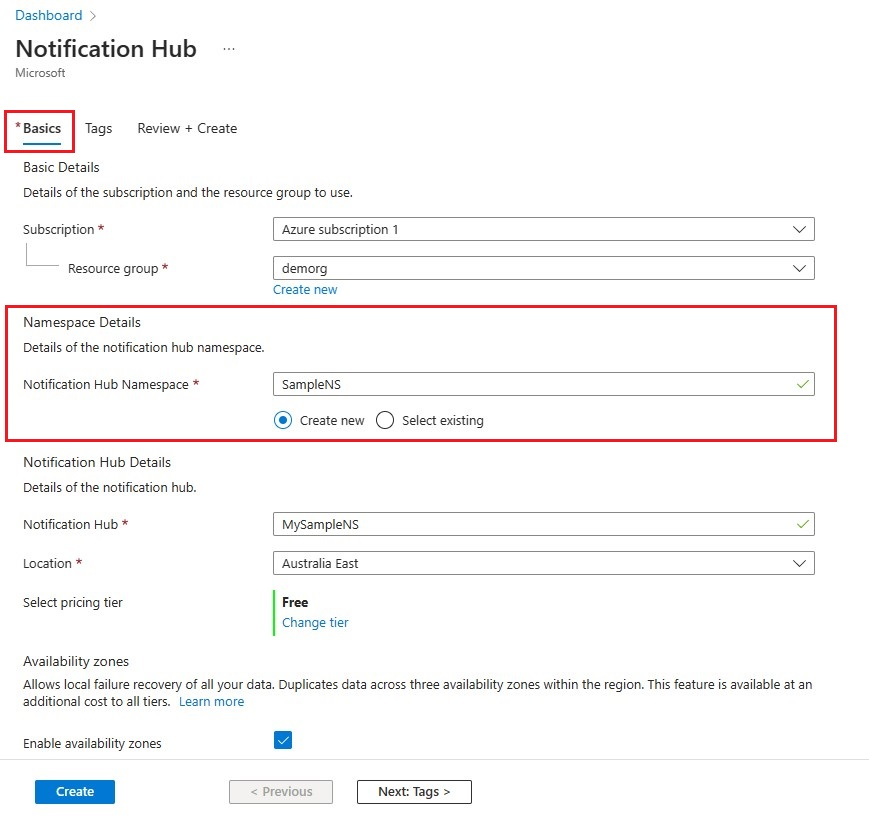 Dashboard >
Notification Hub ...
Microsoft
* Basics Tags Review + Create
Basic Details
Details of the subscription and the resource group to use.
Subscription * Azure subscription 1
Resource group * demorg
Create new
Namespace Details
Details of the notification hub namespace.
Notification Hub Namespace * SampleNS
Create new Select existing
Notification Hub Details
Details of the notification hub.
Notification Hub * MySampleNS
Location * Australia East
Select pricing tier Free
Change tier
Availability zones
Allows local failure recovery of all your data. Duplicates data across three availability zones within the region. This feature is available at an
additional cost to all tiers. Learn more
Enable availability zones
Create < Previous Next: Tags >